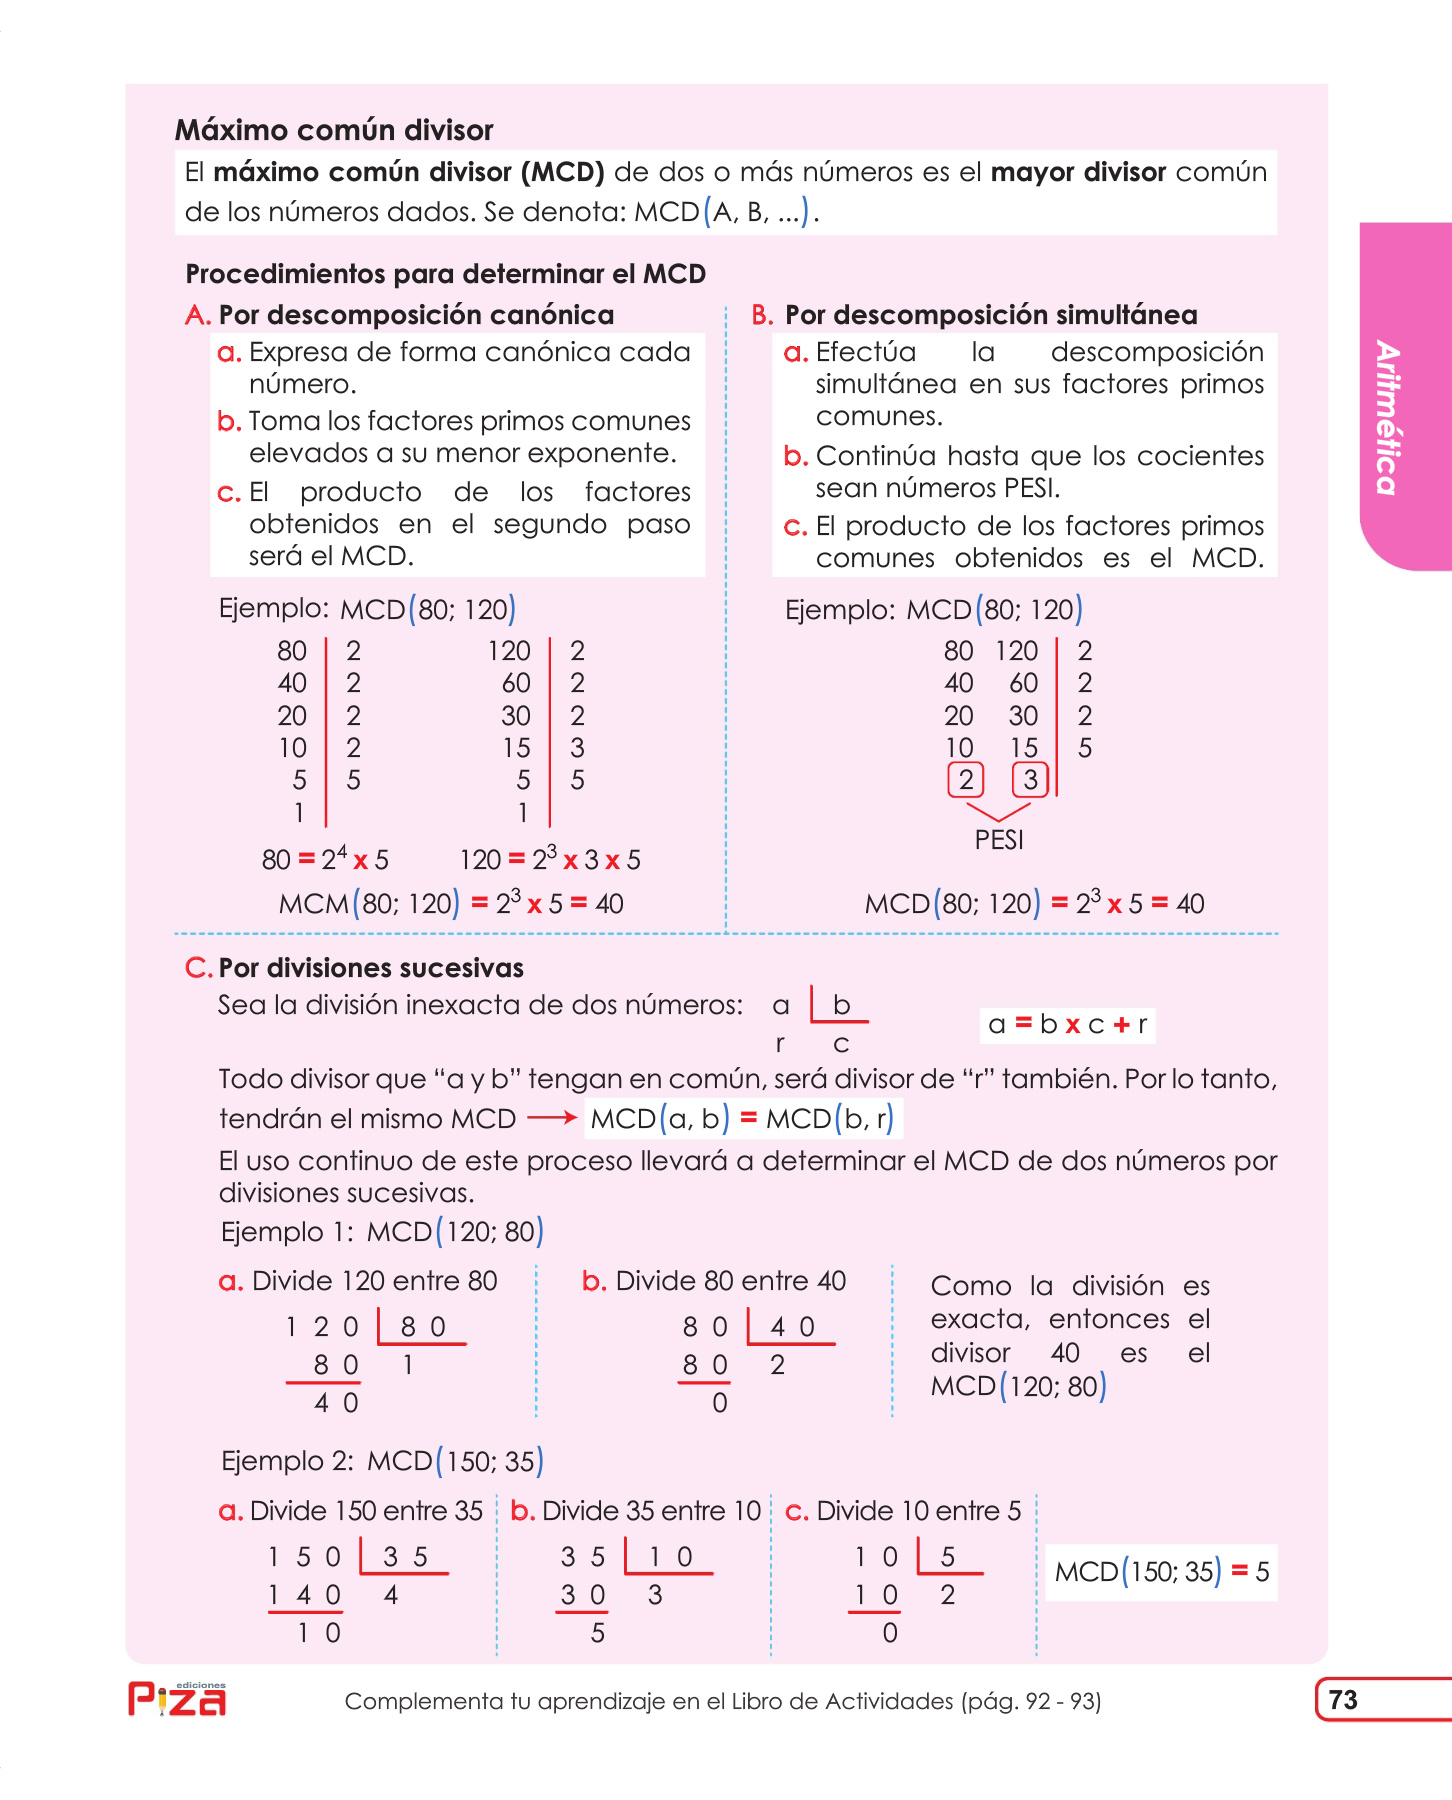 Máximo común divisor
El máximo común divisor (MCD) de dos o más números es el mayor divisor común
de los números dados. Se denota: MCD(A, B, ...).
Procedimientos para determinar el MCD
A. Por descomposición canónica
a. Expresa de forma canónica cada
número.
b. Toma los factores primos comunes
elevados a su menor exponente.
c. El producto de los factores
obtenidos en el segundo paso
será el MCD.
Ejemplo: MCD(80; 120)
80 2 120 2
40 2 60 2
20 2 30 2
10 2 15 3
5 5 5 5
1 1
80 = 2⁴ x 5 120 = 2³ x 3 x 5
MCM(80; 120) = 2³ x 5 = 40
B. Por descomposición simultánea
a. Efectúa la descomposición
simultánea en sus factores primos
comunes.
b. Continúa hasta que los cocientes
sean números PESI.
c. El producto de los factores primos
comunes obtenidos es el MCD.
Ejemplo: MCD(80; 120)
80 120 2
40 60 2
20 30 2
10 15 5
2 3
PESI
MCD(80; 120) = 2³ x 5 = 40
C. Por divisiones sucesivas
Sea la división inexacta de dos números: a b
r c
a = b x c + r
Todo divisor que “a y b” tengan en común, será divisor de “r” también. Por lo tanto,
tendrán el mismo MCD → MCD(a, b) = MCD(b, r)
El uso continuo de este proceso llevará a determinar el MCD de dos números por
divisiones sucesivas.
Ejemplo 1: MCD(120; 80)
a. Divide 120 entre 80
1 2 0 8 0
8 0 1
4 0
b. Divide 80 entre 40
8 0 4 0
8 0 2
0
Como la división es
exacta, entonces el
divisor 40 es el
MCD(120; 80)
Ejemplo 2: MCD(150; 35)
a. Divide 150 entre 35
1 5 0 3 5
1 4 0 4
1 0
b. Divide 35 entre 10
3 5 1 0
3 0 3
5
c. Divide 10 entre 5
1 0 5
1 0 2
0
MCD(150; 35) = 5
Aritmética
ediciones
Piza
Complementa tu aprendizaje en el Libro de Actividades (pág. 92 - 93)
73